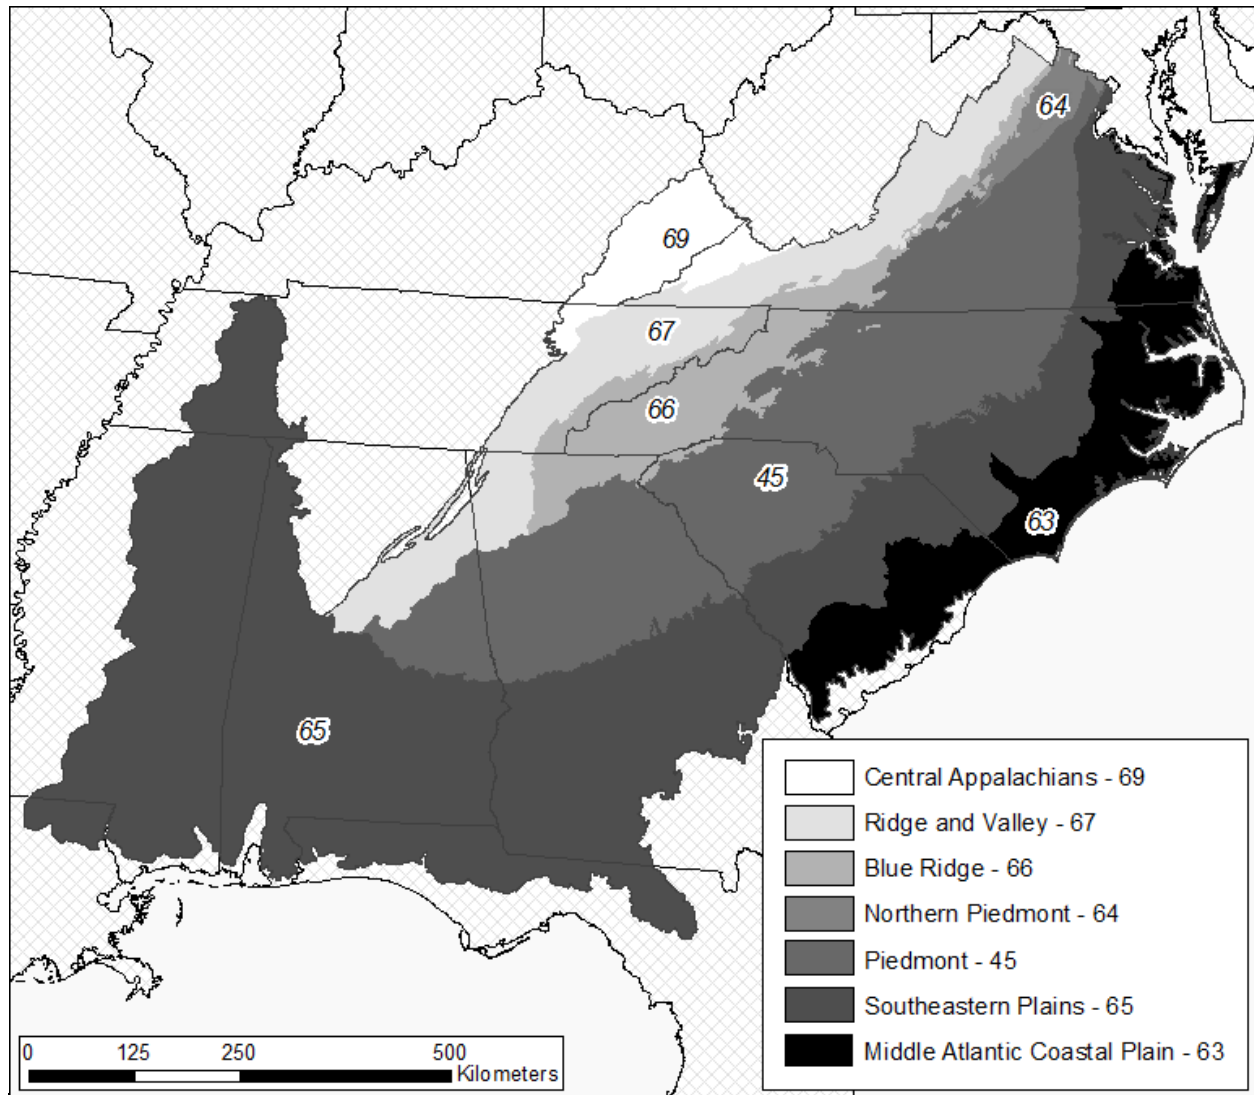 64
69
67
66
45
63
65
Central Appalachians - 69
Ridge and Valley - 67
Blue Ridge - 66
Northern Piedmont - 64
Piedmont - 45
Southeastern Plains - 65
Middle Atlantic Coastal Plain - 63
0 125 250 500
Kilometers